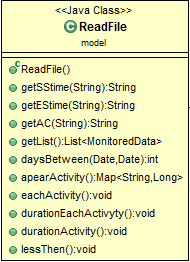 <<Java Class>>
ReadFile
model
ReadFile()
getSStime(String):String
getEStime(String):String
getAC(String):String
getList():List<MonitoredData>
daysBetween(Date,Date):int
apearActivity():Map<String,Long>
eachActivity():void
durationEachActivyty():void
durationActivity():void
lessThen():void